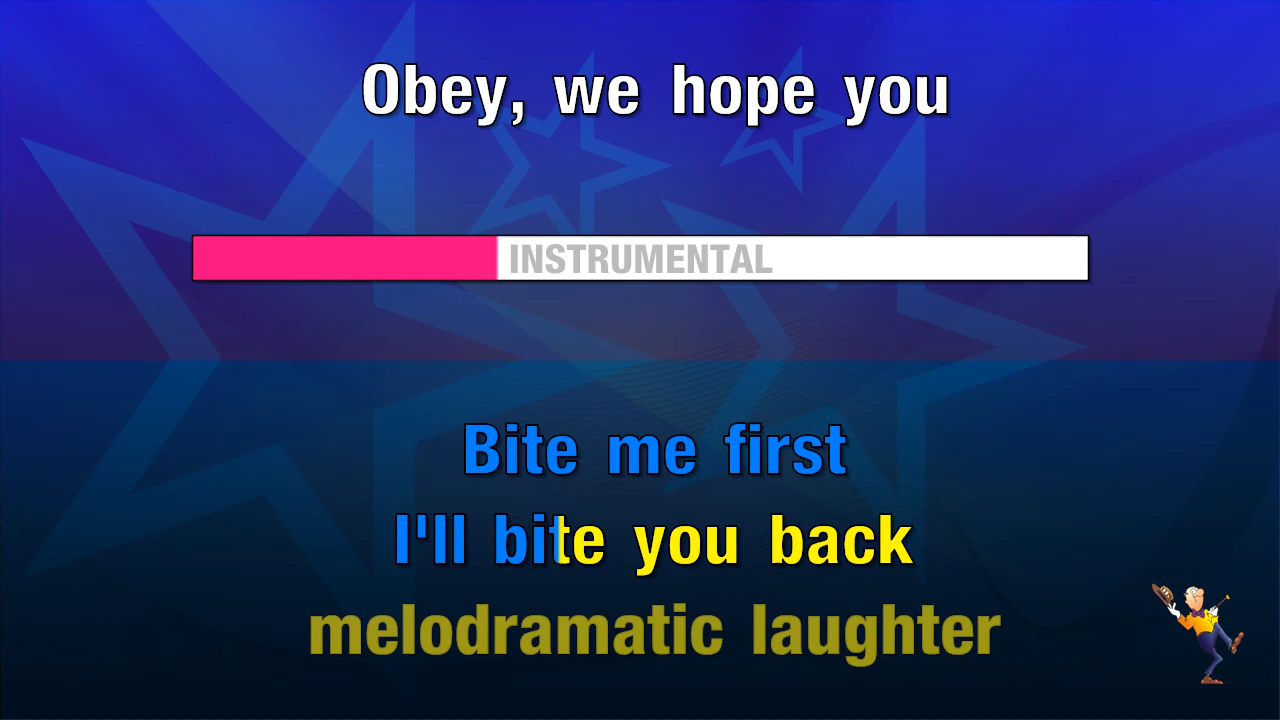 Obey, we hope you
INSTRUMENTAL
Bite me first
I'll bite you back
melodramatic laughter